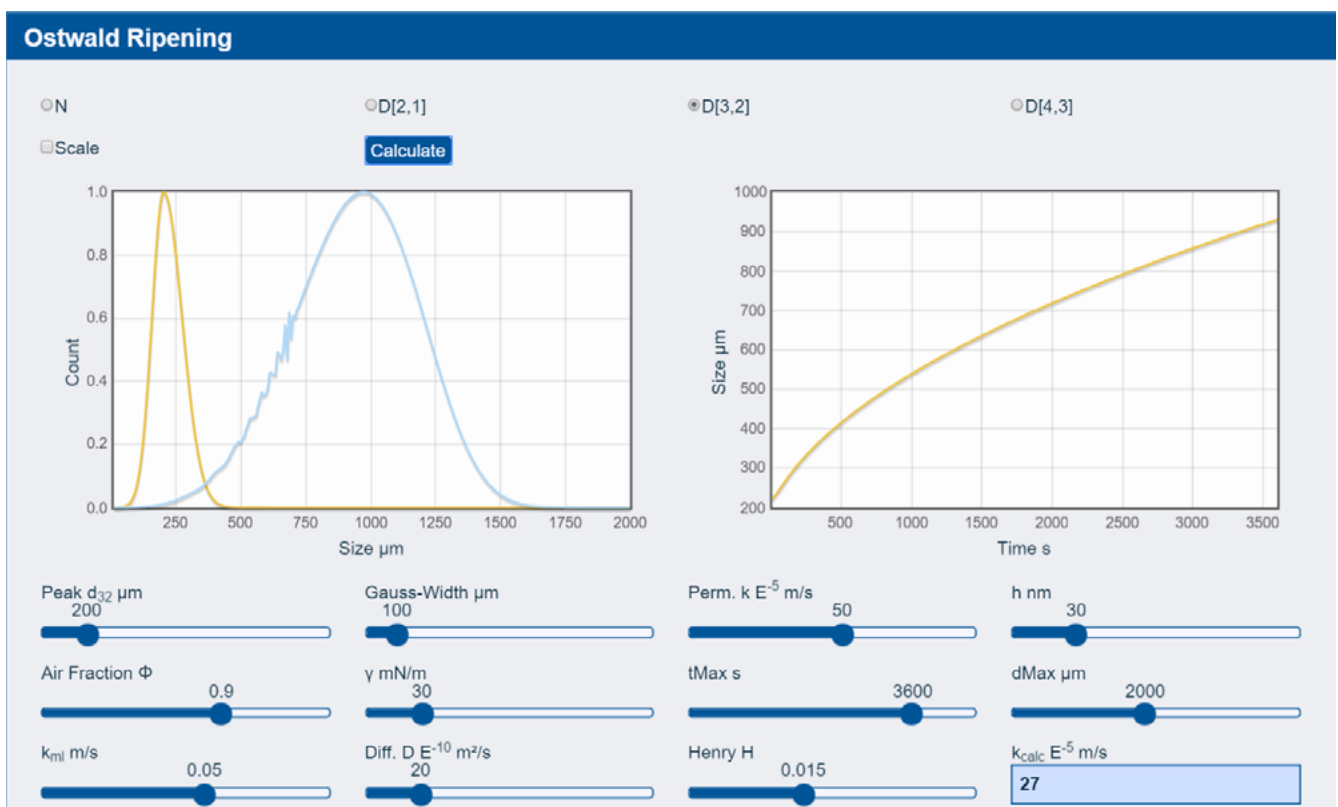 Ostwald Ripening
N D[2,1] D[3,2] D[4,3]
Scale Calculate
1.0
0.8
0.6
0.4
0.2
0.0
Count
250 500 750 1000 1250 1500 1750 2000
Size µm
1000
900
800
700
600
500
400
300
200
Size µm
500 1000 1500 2000 2500 3000 3500
Time s
Peak d32 µm Gauss-Width µm Perm. k E-5 m/s h nm
200 100 50 30
Air Fraction Φ γ mN/m tMax s dMax µm
0.9 30 3600 2000
kml m/s Diff. D E-10 m²/s Henry H kcalc E-5 m/s
0.05 20 0.015 27